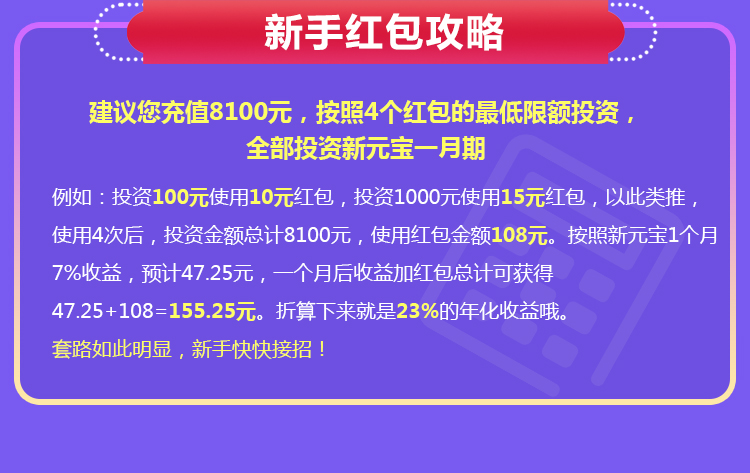 新手红包攻略
建议您充值8100元，按照4个红包的最低限额投资，
全部投资新元宝一月期
例如：投资100元使用10元红包，投资1000元使用15元红包，以此类推，
使用4次后，投资金额总计8100元，使用红包金额108元。按照新元宝1个月
7%收益，预计47.25元，一个月后收益加红包总计可获得
47.25+108=155.25元。折算下来就是23%的年化收益哦。
套路如此明显，新手快快接招！